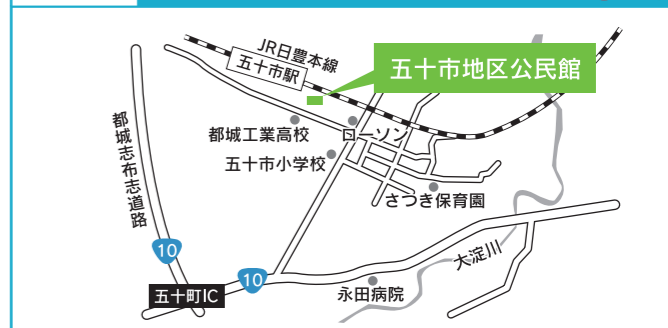 JR日豊本線
五十市駅
五十市地区公民館
都城工業高校
ローソン
五十市小学校
都城志布志道路
さつき保育園
大淀川
10
10
五十町IC
永田病院